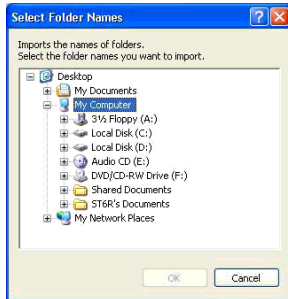 Select Folder Names
Imports the names of folders.
Select the folder names you want to import.
Desktop
My Documents
My Computer
3½ Floppy (A:)
Local Disk (C:)
Local Disk (D:)
Audio CD (E:)
DVD/CD-RW Drive (F:)
Shared Documents
ST6R's Documents
My Network Places
OK
Cancel